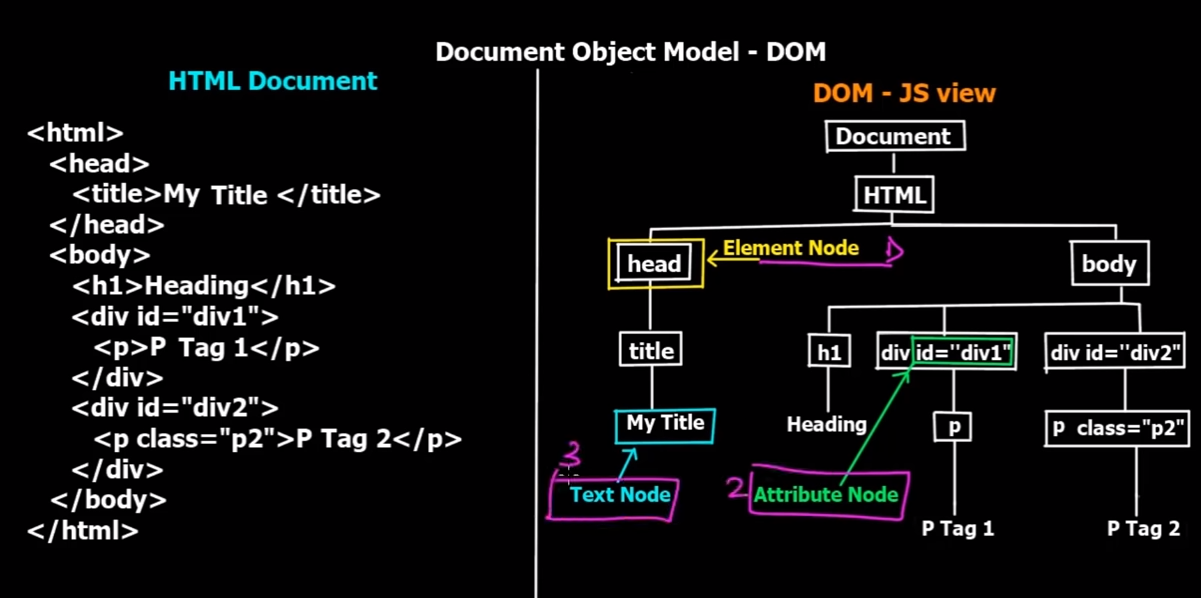 Document Object Model - DOM
HTML Document
<html>
<head>
<title>My Title </title>
</head>
<body>
<h1>Heading</h1>
<div id="div1">
<p>P Tag 1</p>
</div>
<div id="div2">
<p class="p2">P Tag 2</p>
</div>
</body>
</html>
DOM - JS view
Document
HTML
head
Element Node
body
title
h1
div id="div1"
div id="div2"
My Title
Heading
p
p class="p2"
3
Text Node
2
Attribute Node
P Tag 1
P Tag 2